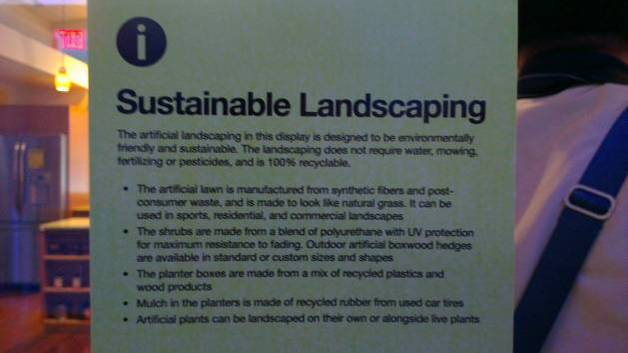 EXIT
i
Sustainable Landscaping
The artificial landscaping in this display is designed to be environmentally
friendly and sustainable. The landscaping does not require water, mowing,
fertilizing or pesticides, and is 100% recyclable.
• The artificial lawn is manufactured from synthetic fibers and post-
consumer waste, and is made to look like natural grass. It can be
used in sports, residential, and commercial landscapes
• The shrubs are made from a blend of polyurethane with UV protection
for maximum resistance to fading. Outdoor artificial boxwood hedges
are available in standard or custom sizes and shapes
• The planter boxes are made from a mix of recycled plastics and
wood products
• Mulch in the planters is made of recycled rubber from used car tires
• Artificial plants can be landscaped on their own or alongside live plants